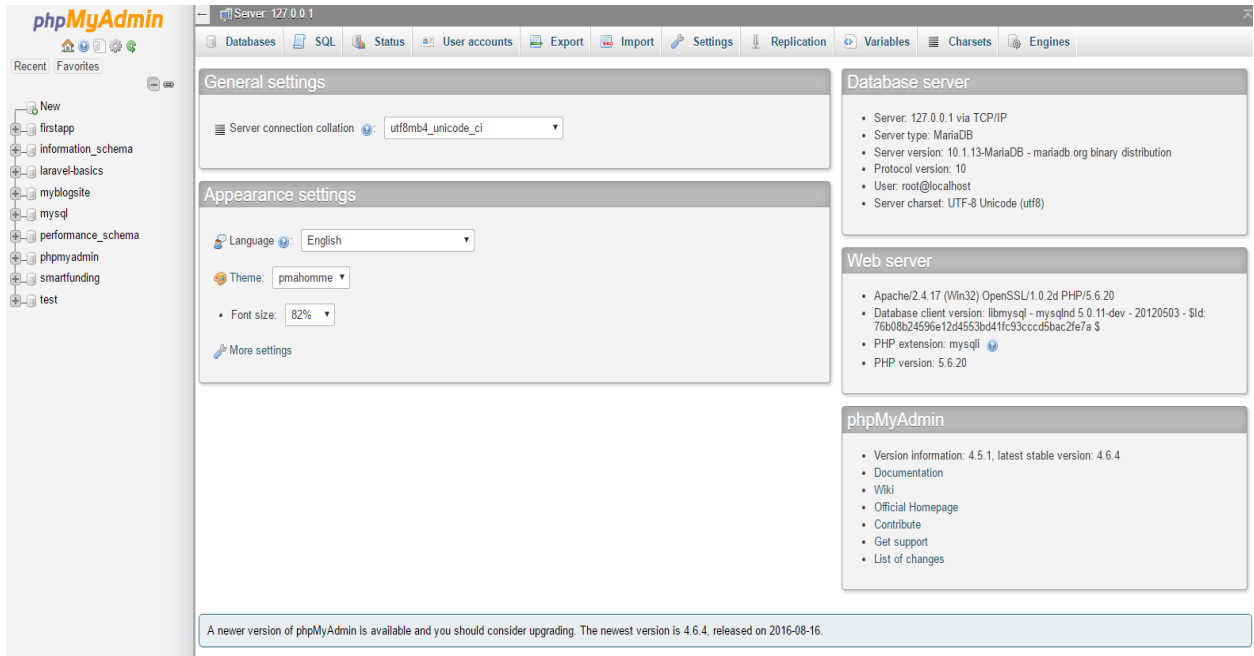 phpMyAdmin
Recent Favorites
New
firstapp
information_schema
laravel-basics
myblogsite
mysql
performance_schema
phpmyadmin
smartfunding
test
Server: 127.0.0.1
Databases SQL Status User accounts Export Import Settings Replication Variables Charsets Engines
General settings
Server connection collation : utf8mb4_unicode_ci
Appearance settings
Language : English
Theme: pmahomme
Font size: 82%
More settings
Database server
Server: 127.0.0.1 via TCP/IP
Server type: MariaDB
Server version: 10.1.13-MariaDB - mariadb.org binary distribution
Protocol version: 10
User: root@localhost
Server charset: UTF-8 Unicode (utf8)
Web server
Apache/2.4.17 (Win32) OpenSSL/1.0.2d PHP/5.6.20
Database client version: libmysql - mysqlnd 5.0.11-dev - 20120503 - $Id:
76b08b24596e12d4553bd41fc93cccd5bac2fe7a $
PHP extension: mysqli
PHP version: 5.6.20
phpMyAdmin
Version information: 4.5.1, latest stable version: 4.6.4
Documentation
Wiki
Official Homepage
Contribute
Get support
List of changes
A newer version of phpMyAdmin is available and you should consider upgrading. The newest version is 4.6.4, released on 2016-08-16.